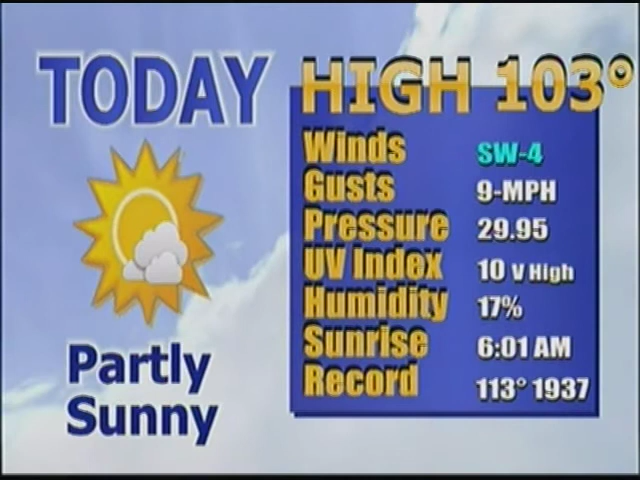 TODAY
HIGH 103°
Winds SW-4
Gusts 9-MPH
Pressure 29.95
UV Index 10 V High
Humidity 17%
Sunrise 6:01 AM
Record 113° 1937
Partly
Sunny